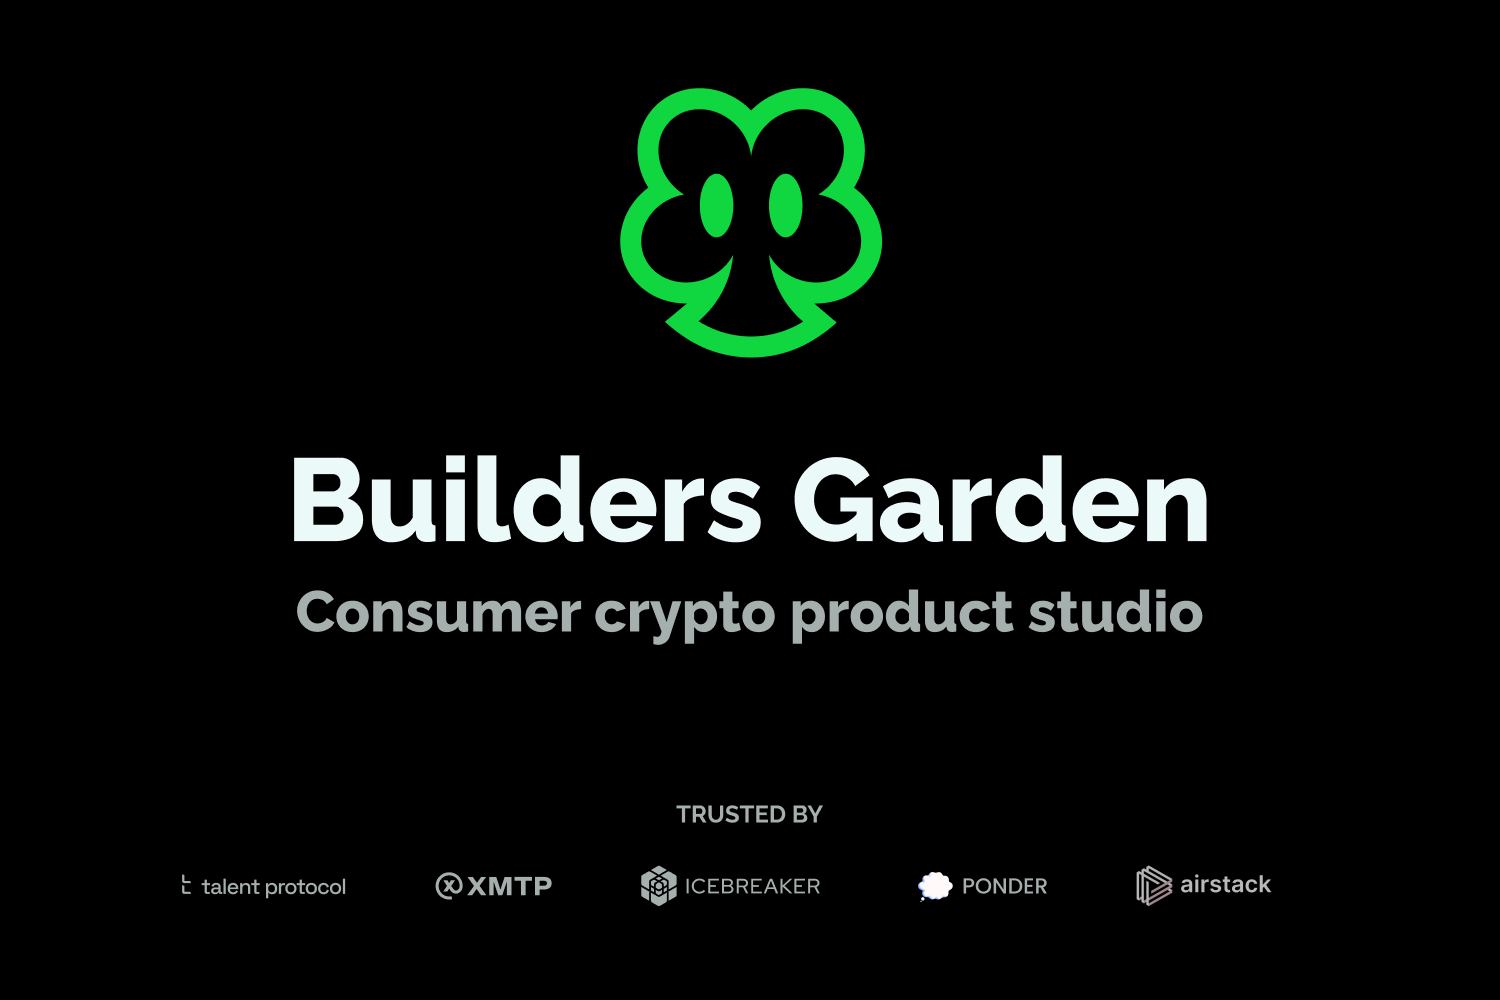 Builders Garden
Consumer crypto product studio
TRUSTED BY
talent protocol XMTP ICEBREAKER PONDER airstack